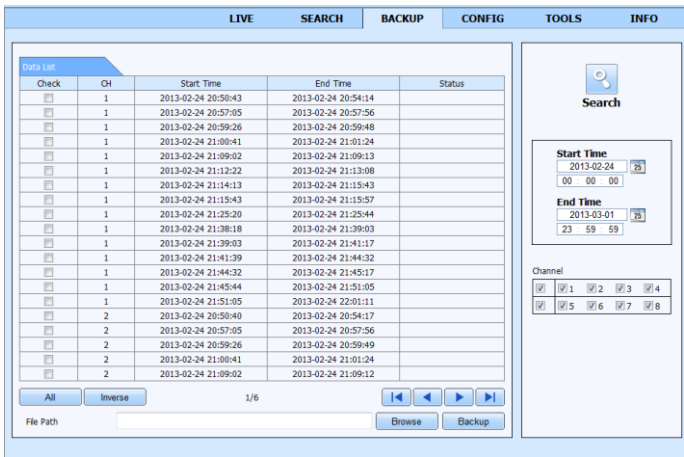 LIVE SEARCH BACKUP CONFIG TOOLS INFO
Data List
Check CH Start Time End Time Status
1 2013-02-24 20:50:43 2013-02-24 20:54:14
1 2013-02-24 20:57:05 2013-02-24 20:57:56
1 2013-02-24 20:59:26 2013-02-24 20:59:48
1 2013-02-24 21:00:41 2013-02-24 21:01:24
1 2013-02-24 21:09:02 2013-02-24 21:09:13
1 2013-02-24 21:12:22 2013-02-24 21:13:08
1 2013-02-24 21:14:13 2013-02-24 21:15:43
1 2013-02-24 21:15:43 2013-02-24 21:15:57
1 2013-02-24 21:25:20 2013-02-24 21:25:44
1 2013-02-24 21:38:18 2013-02-24 21:39:03
1 2013-02-24 21:39:03 2013-02-24 21:41:17
1 2013-02-24 21:41:39 2013-02-24 21:44:32
1 2013-02-24 21:44:32 2013-02-24 21:45:17
1 2013-02-24 21:45:44 2013-02-24 21:51:05
1 2013-02-24 21:51:05 2013-02-24 22:01:11
2 2013-02-24 20:50:40 2013-02-24 20:54:17
2 2013-02-24 20:57:05 2013-02-24 20:57:56
2 2013-02-24 20:59:26 2013-02-24 20:59:49
2 2013-02-24 21:00:41 2013-02-24 21:01:24
2 2013-02-24 21:09:02 2013-02-24 21:09:12
All Inverse 1/6
File Path Browse Backup
Search
Start Time
2013-02-24 25
00 : 00 : 00
End Time
2013-03-01 25
23 : 59 : 59
Channel
1 2 3 4
5 6 7 8